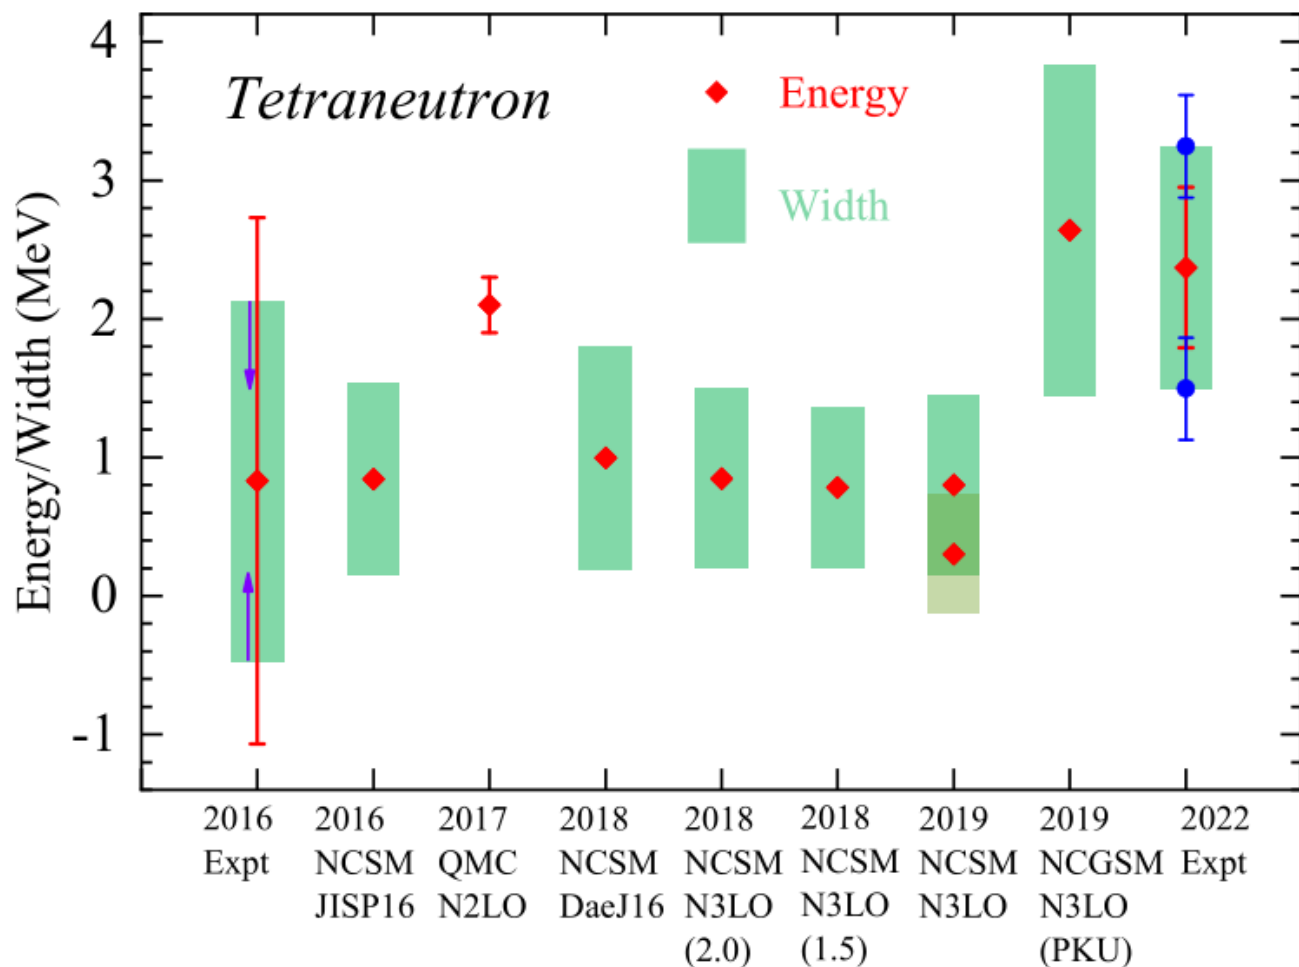 Tetraneutron
Energy
Width
Energy/Width (MeV)
4
3
2
1
0
-1
2016 2016 2017 2018 2018 2018 2019 2019 2022
Expt NCSM QMC NCSM NCSM NCSM NCSM NCGSM Expt
JISP16 N2LO DaeJ16 N3LO N3LO N3LO N3LO
(2.0) (1.5) (PKU)